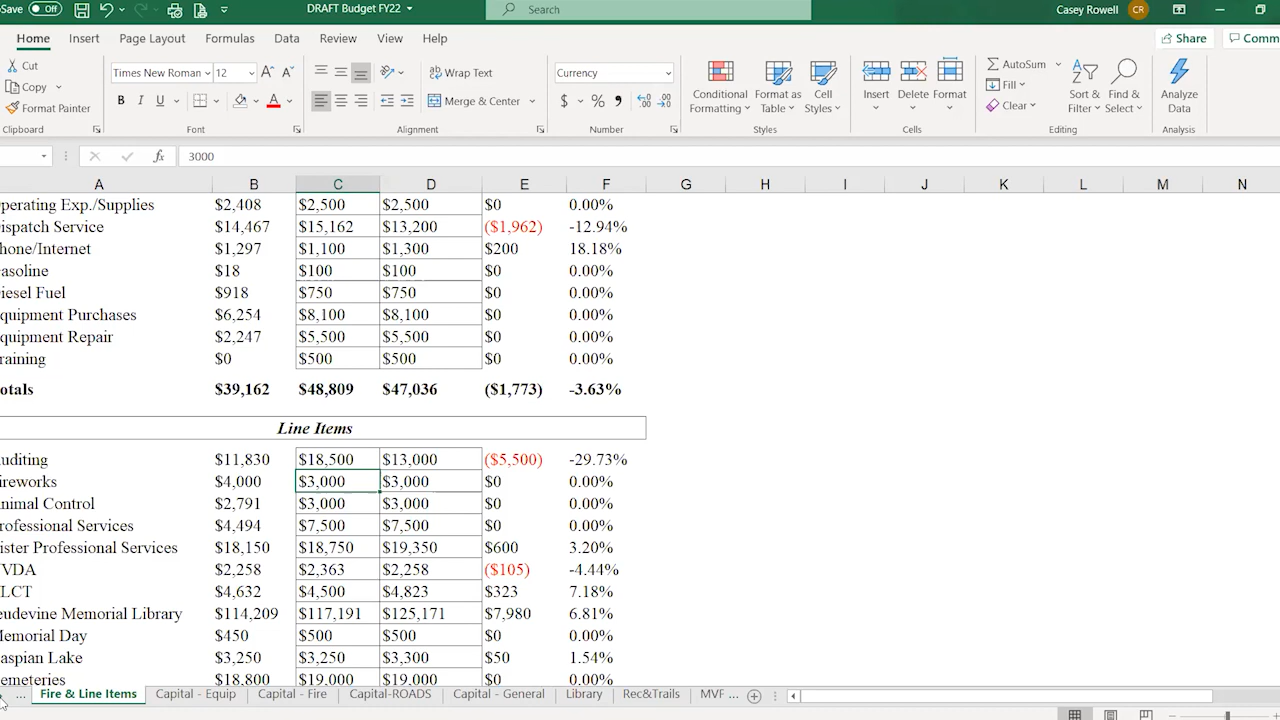 Save Off DRAFT Budget FY22 Search Casey Rowell CR
Home Insert Page Layout Formulas Data Review View Help Share Comm
Cut
Copy
Format Painter
Clipboard
Times New Roman 12
B I U A
Font
Wrap Text
Merge & Center
Alignment
Currency
$ % 9
Number
Conditional Formatting
Format as Table
Cell Styles
Styles
Insert Delete Format
Cells
AutoSum
Fill
Clear
Sort & Filter
Find & Select
Editing
Analyze Data
Analysis
fx 3000
A B C D E F G H I J K L M N
perating Exp./Supplies $2,408 $2,500 $2,500 $0 0.00%
ispatch Service $14,467 $15,162 $13,200 ($1,962) -12.94%
hone/Internet $1,297 $1,100 $1,300 $200 18.18%
asoline $18 $100 $100 $0 0.00%
iesel Fuel $918 $750 $750 $0 0.00%
quipment Purchases $6,254 $8,100 $8,100 $0 0.00%
quipment Repair $2,247 $5,500 $5,500 $0 0.00%
raining $0 $500 $500 $0 0.00%
otals $39,162 $48,809 $47,036 ($1,773) -3.63%
Line Items
uditing $11,830 $18,500 $13,000 ($5,500) -29.73%
ireworks $4,000 $3,000 $3,000 $0 0.00%
nimal Control $2,791 $3,000 $3,000 $0 0.00%
rofessional Services $4,494 $7,500 $7,500 $0 0.00%
ister Professional Services $18,150 $18,750 $19,350 $600 3.20%
VDA $2,258 $2,363 $2,258 ($105) -4.44%
LCT $4,632 $4,500 $4,823 $323 7.18%
eudevine Memorial Library $114,209 $117,191 $125,171 $7,980 6.81%
Memorial Day $450 $500 $500 $0 0.00%
aspian Lake $3,250 $3,250 $3,300 $50 1.54%
emeteries $18,800 $19,000 $19,000 $0 0.00%
... Fire & Line Items Capital - Equip Capital - Fire Capital-ROADS Capital - General Library Rec&Trails MVF ...